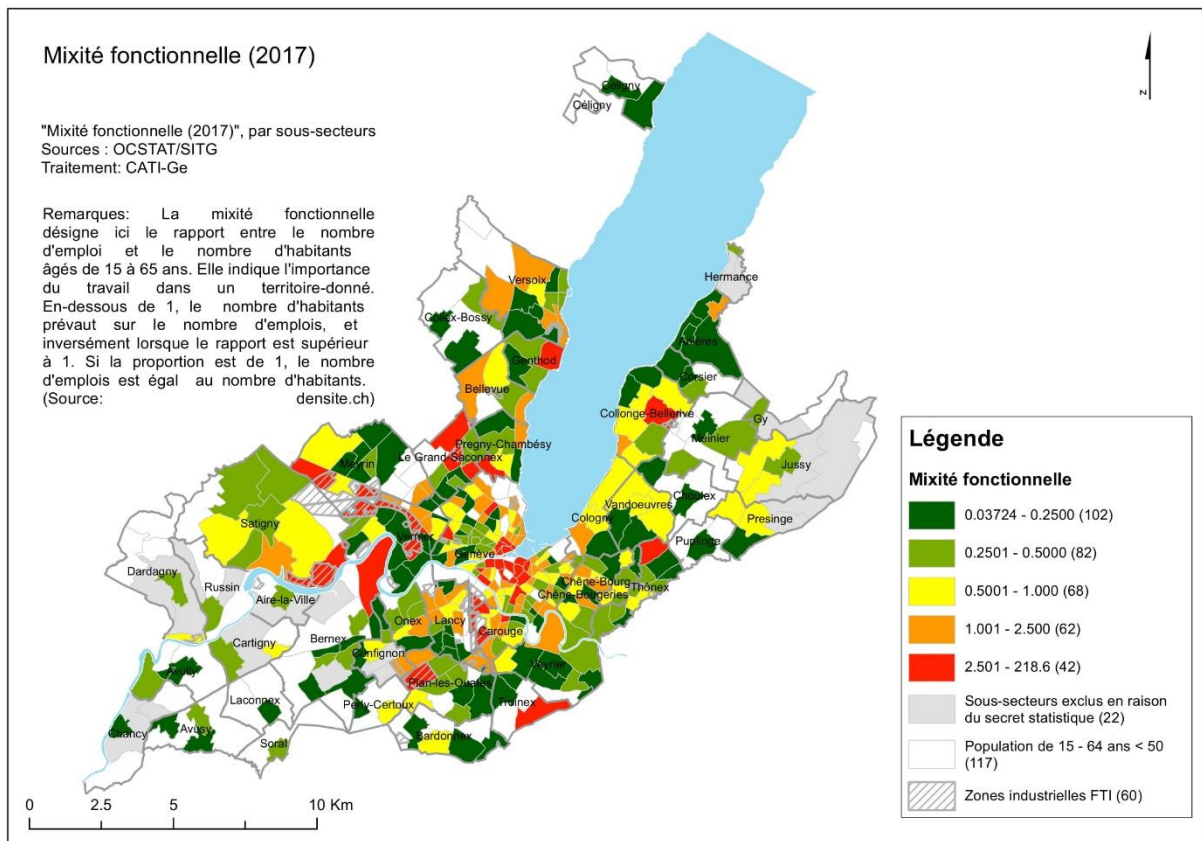 Mixité fonctionnelle (2017)
"Mixité fonctionnelle (2017)", par sous-secteurs
Sources : OCSTAT/SITG
Traitement: CATI-Ge
Remarques: La mixité fonctionnelle
désigne ici le rapport entre le nombre
d'emploi et le nombre d'habitants
âgés de 15 à 65 ans. Elle indique l'importance
du travail dans un territoire-donné.
En-dessous de 1, le nombre d'habitants
prévaut sur le nombre d'emplois, et
inversément lorsque le rapport est supérieur
à 1. Si la proportion est de 1, le nombre
d'emplois est égal au nombre d'habitants.
(Source: densite.ch)
z
Céligny
Céligny
Hermance
Versoix
Collex-Bossy
Anières
Genthod
Corsier
Bellevue
Collonge-Bellerive
Gy
Meinier
Pregny-Chambésy
Le Grand-Saconnex
Meyrin
Jussy
Choulex
Vandoeuvres
Presinge
Cologny
Satigny
Vernier
Puplinge
Genève
Dardagny
Russin
Chêne-Bourg
Thônex
Chêne-Bougeries
Aire-la-Ville
Onex
Lancy
Carouge
Cartigny
Bernex
Confignon
Veyrier
Avully
Plan-les-Ouates
Laconnex
Perly-Certoux
Troinex
Chancy
Avusy
Soral
Bardonnex
0 2.5 5 10 Km
Légende
Mixité fonctionnelle
0.03724 - 0.2500 (102)
0.2501 - 0.5000 (82)
0.5001 - 1.000 (68)
1.001 - 2.500 (62)
2.501 - 218.6 (42)
Sous-secteurs exclus en raison
du secret statistique (22)
Population de 15 - 64 ans < 50
(117)
Zones industrielles FTI (60)